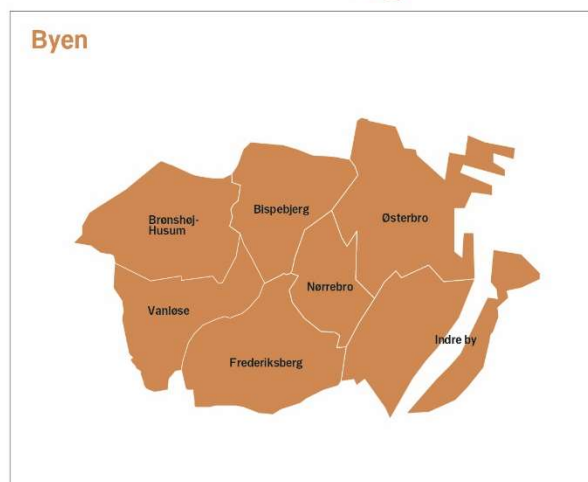 Byen
Brønshøj-
Husum
Bispebjerg
Østerbro
Nørrebro
Vanløse
Indre by
Frederiksberg